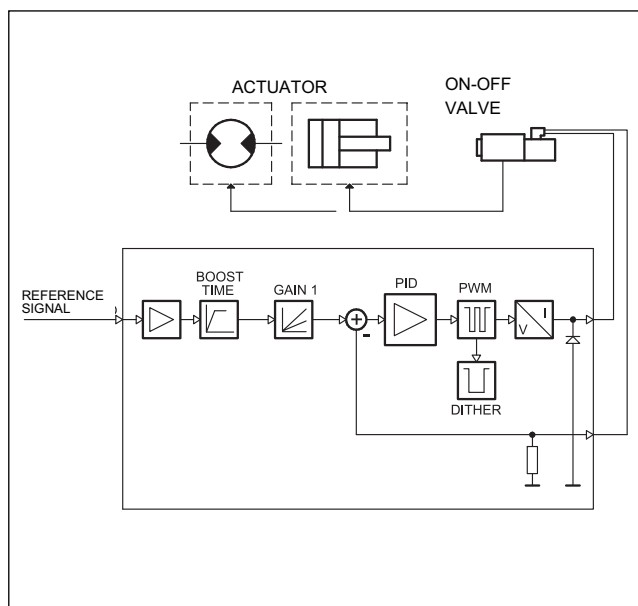 ACTUATOR
ON-OFF
VALVE
REFERENCE
SIGNAL
BOOST
TIME
GAIN 1
PID
PWM
I
V
DITHER